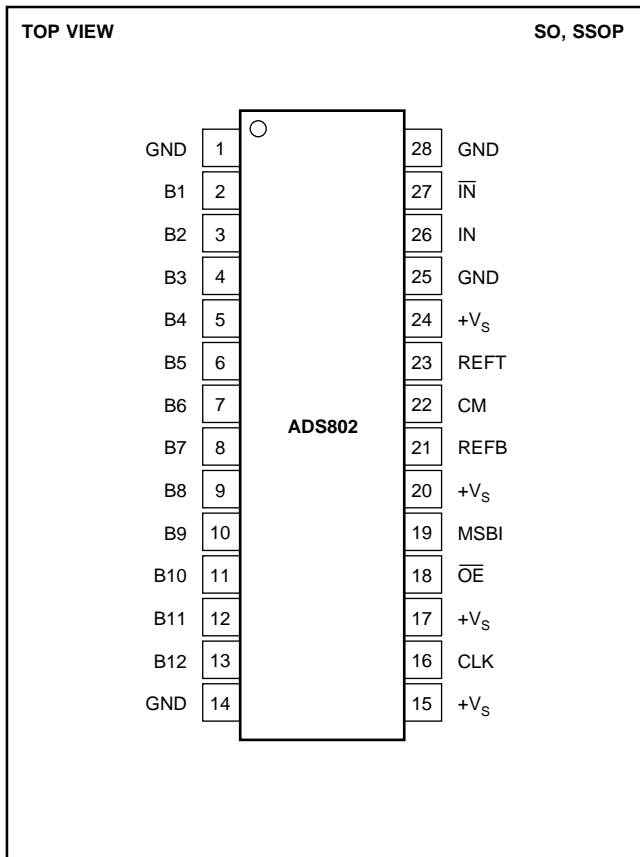 TOP VIEW SO, SSOP
GND 1 28 GND
B1 2 27 I̅N̅
B2 3 26 IN
B3 4 25 GND
B4 5 24 +VS
B5 6 23 REFT
B6 7 22 CM
ADS802
B7 8 21 REFB
B8 9 20 +VS
B9 10 19 MSBI
B10 11 18 O̅E̅
B11 12 17 +VS
B12 13 16 CLK
GND 14 15 +VS